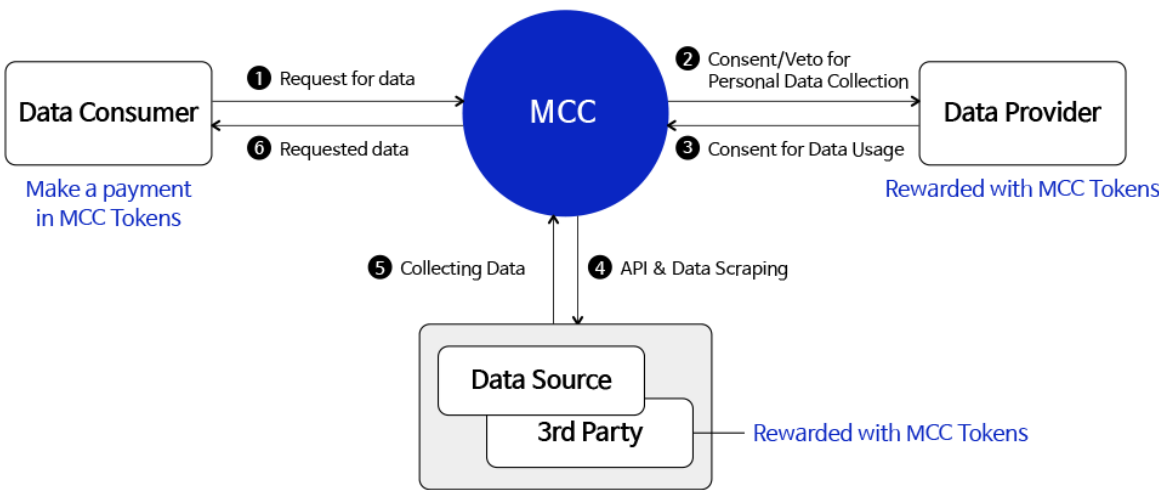 ❶ Request for data
Data Consumer
❻ Requested data
Make a payment
in MCC Tokens
MCC
❷ Consent/Veto for
Personal Data Collection
Data Provider
❸ Consent for Data Usage
Rewarded with MCC Tokens
❺ Collecting Data
❹ API & Data Scraping
Data Source
3rd Party
Rewarded with MCC Tokens